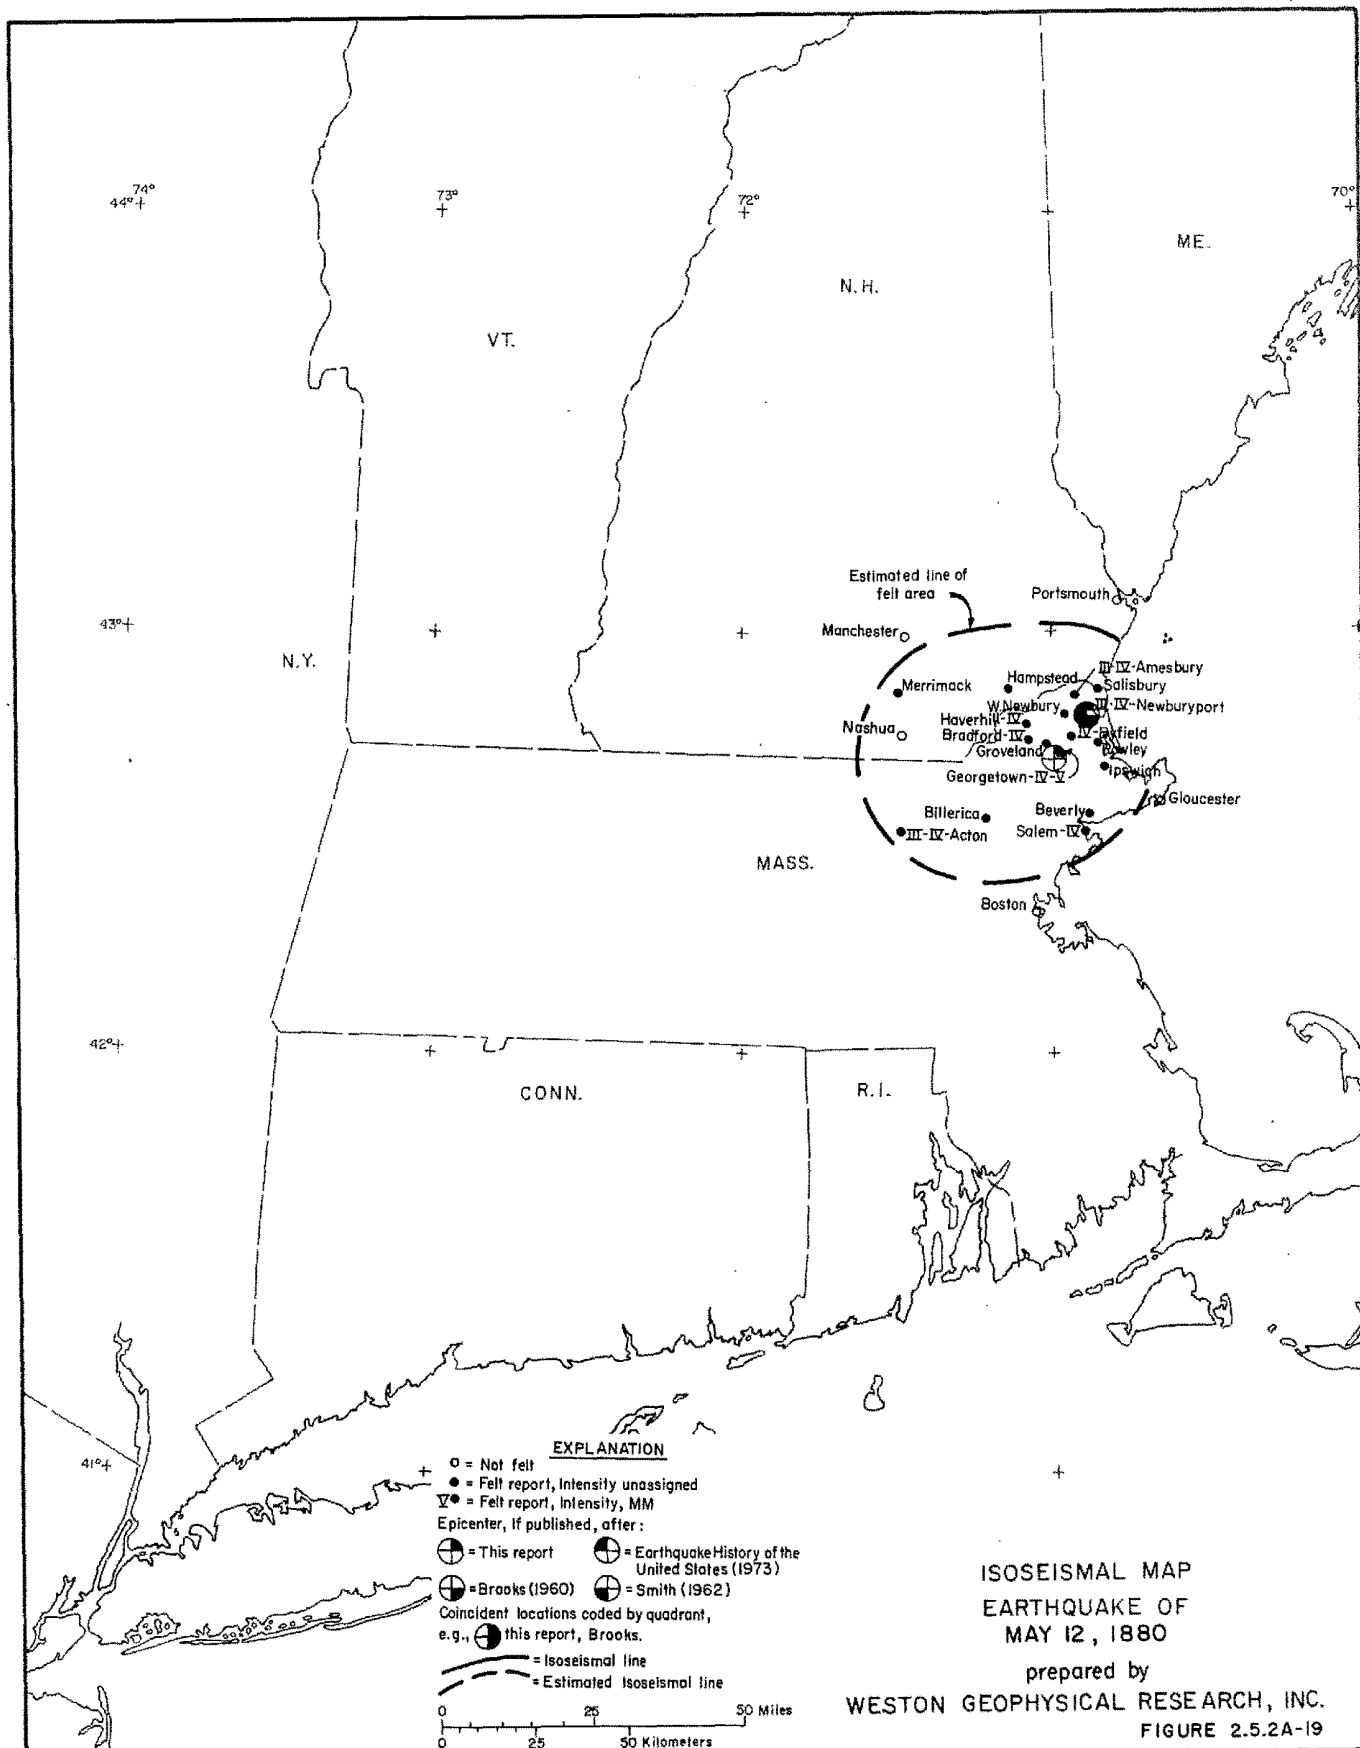 74°
44°
73°
72°
70°
ME.
N.H.
VT.
Estimated line of
felt area
Portsmouth
43°
Manchester
N.Y.
III-IV-Amesbury
Merrimack
Hampstead
Salisbury
W.Newbury
III-IV-Newburyport
Haverhill-IV
Nashua
Bradford-IV
IV-Byfield
Groveland
Rowley
Georgetown-IV-V
Ipswich
Gloucester
Billerica
Beverly
III-IV-Acton
Salem-IV
MASS.
Boston
42°
CONN.
R.I.
41°
EXPLANATION
= Not felt
= Felt report, Intensity unassigned
V = Felt report, Intensity, MM
Epicenter, if published, after:
= This report
= Earthquake History of the
United States (1973)
= Brooks (1960)
= Smith (1962)
Coincident locations coded by quadrant,
e.g., this report, Brooks.
= Isoseismal line
= Estimated Isoseismal line
0 25 50 Miles
0 25 50 Kilometers
ISOSEISMAL MAP
EARTHQUAKE OF
MAY 12, 1880
prepared by
WESTON GEOPHYSICAL RESEARCH, INC.
FIGURE 2.5.2A-19